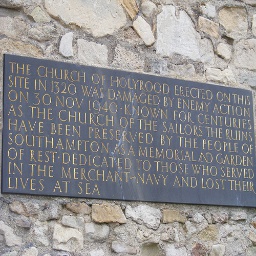 THE CHURCH OF HOLYROOD ERECTED ON THIS
SITE IN 1320 WAS DAMAGED BY ENEMY ACTION
ON 30 NOV 1940. KNOWN FOR CENTURIES
AS THE CHURCH OF THE SAILORS THE RUINS
HAVE BEEN PRESERVED BY THE PEOPLE OF
SOUTHAMPTON, AS A MEMORIAL AND GARDEN
OF REST, DEDICATED TO THOSE WHO SERVED
IN THE MERCHANT NAVY AND LOST THEIR
LIVES AT SEA